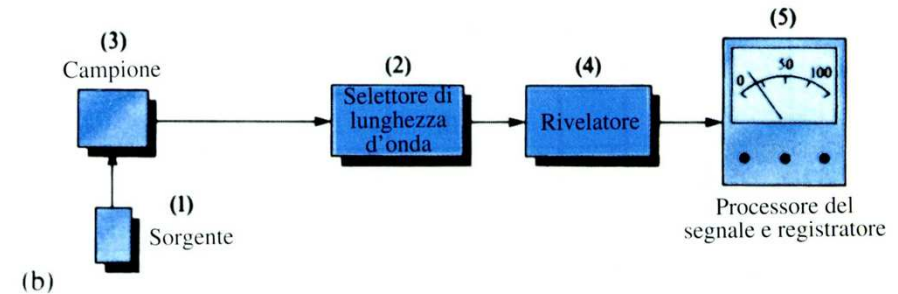 (3)
Campione
(1)
Sorgente
(2)
Selettore di
lunghezza
d'onda
(4)
Rivelatore
(5)
0 50 100
Processore del
segnale e registratore
(b)